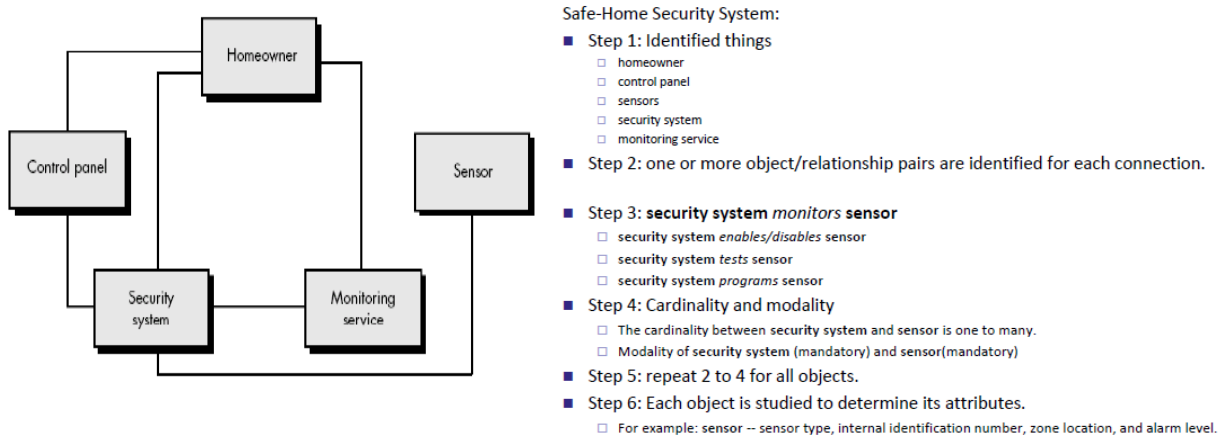 Homeowner
Control panel
Sensor
Security
system
Monitoring
service
Safe-Home Security System:
Step 1: Identified things
homeowner
control panel
sensors
security system
monitoring service
Step 2: one or more object/relationship pairs are identified for each connection.
Step 3: security system monitors sensor
security system enables/disables sensor
security system tests sensor
security system programs sensor
Step 4: Cardinality and modality
The cardinality between security system and sensor is one to many.
Modality of security system (mandatory) and sensor(mandatory)
Step 5: repeat 2 to 4 for all objects.
Step 6: Each object is studied to determine its attributes.
For example: sensor -- sensor type, internal identification number, zone location, and alarm level.